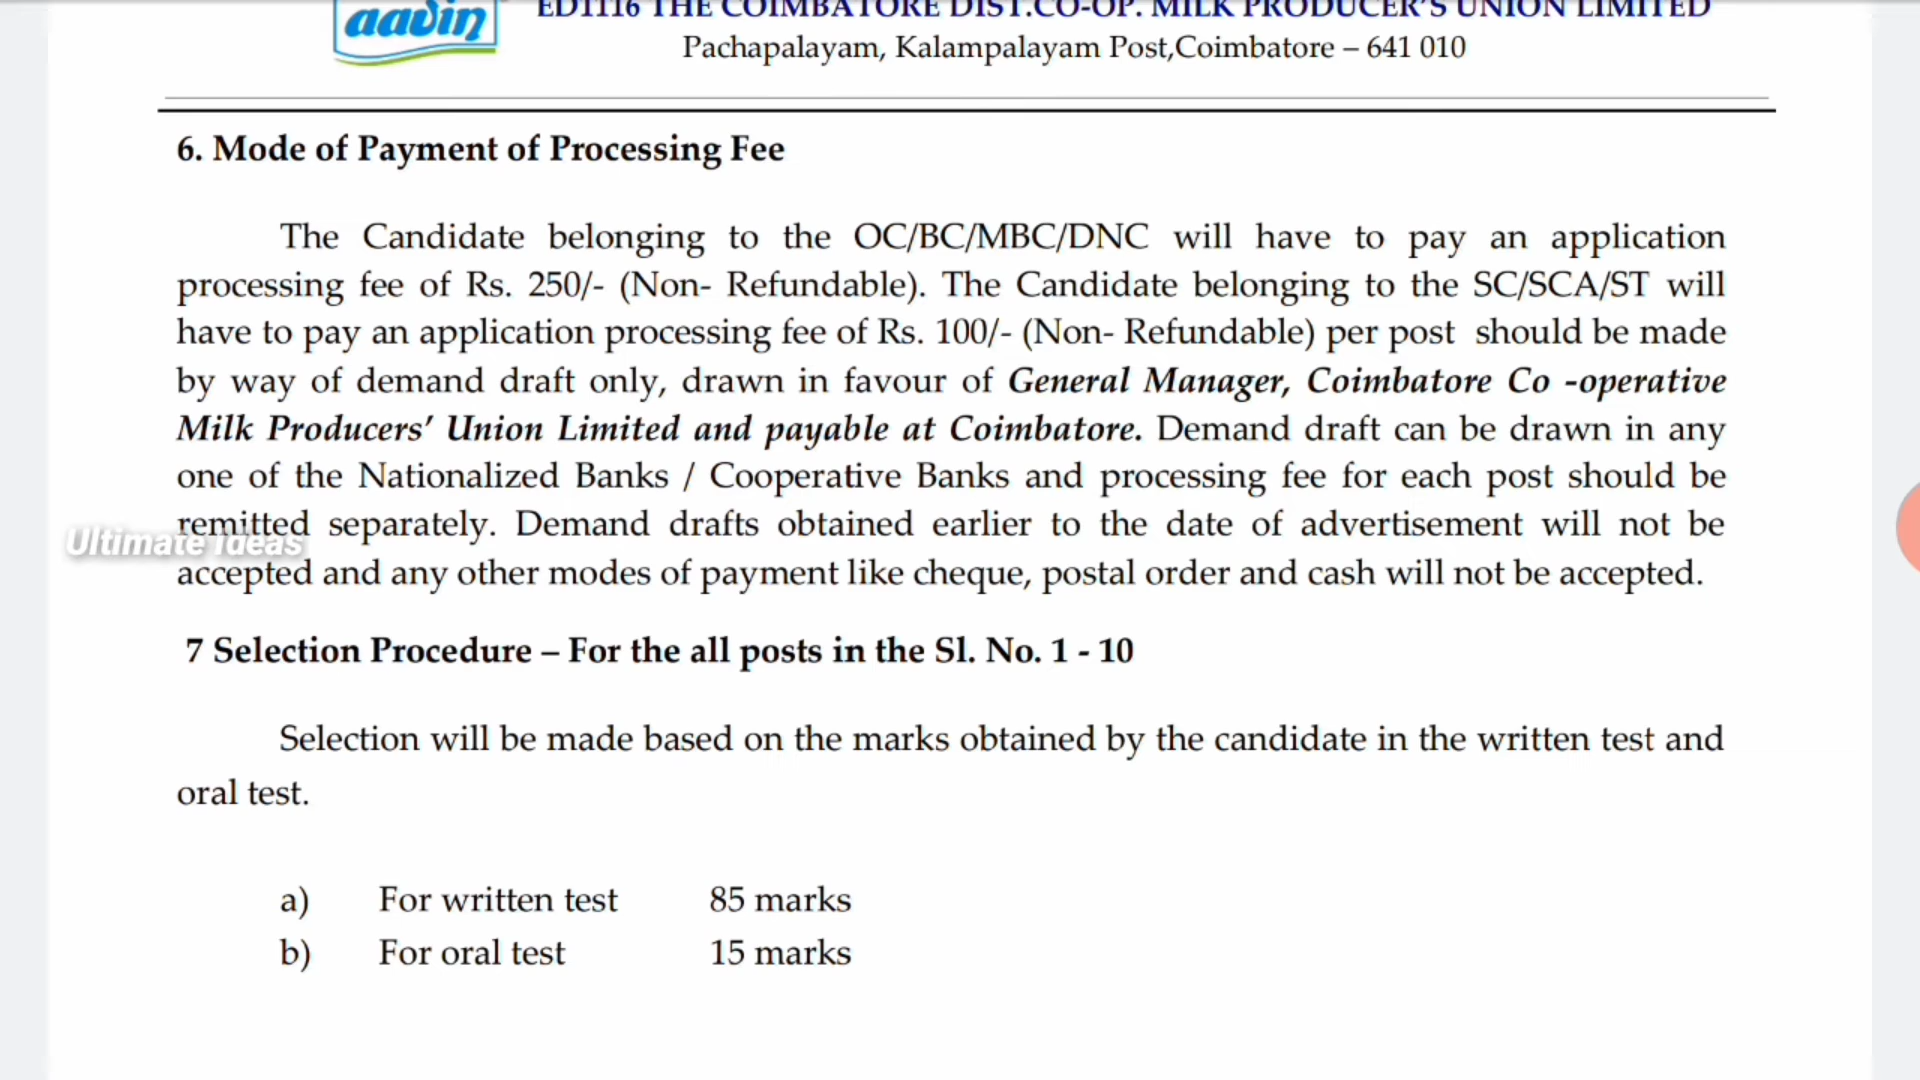 aavin
ED1116 THE COIMBATORE DIST.CO-OP. MILK PRODUCER'S UNION LIMITED
Pachapalayam, Kalampalayam Post,Coimbatore – 641 010
6. Mode of Payment of Processing Fee
The Candidate belonging to the OC/BC/MBC/DNC will have to pay an application
processing fee of Rs. 250/- (Non- Refundable). The Candidate belonging to the SC/SCA/ST will
have to pay an application processing fee of Rs. 100/- (Non- Refundable) per post should be made
by way of demand draft only, drawn in favour of General Manager, Coimbatore Co -operative
Milk Producers' Union Limited and payable at Coimbatore. Demand draft can be drawn in any
one of the Nationalized Banks / Cooperative Banks and processing fee for each post should be
remitted separately. Demand drafts obtained earlier to the date of advertisement will not be
Ultimate Ideas
accepted and any other modes of payment like cheque, postal order and cash will not be accepted.
7 Selection Procedure – For the all posts in the Sl. No. 1 - 10
Selection will be made based on the marks obtained by the candidate in the written test and
oral test.
a) For written test 85 marks
b) For oral test 15 marks